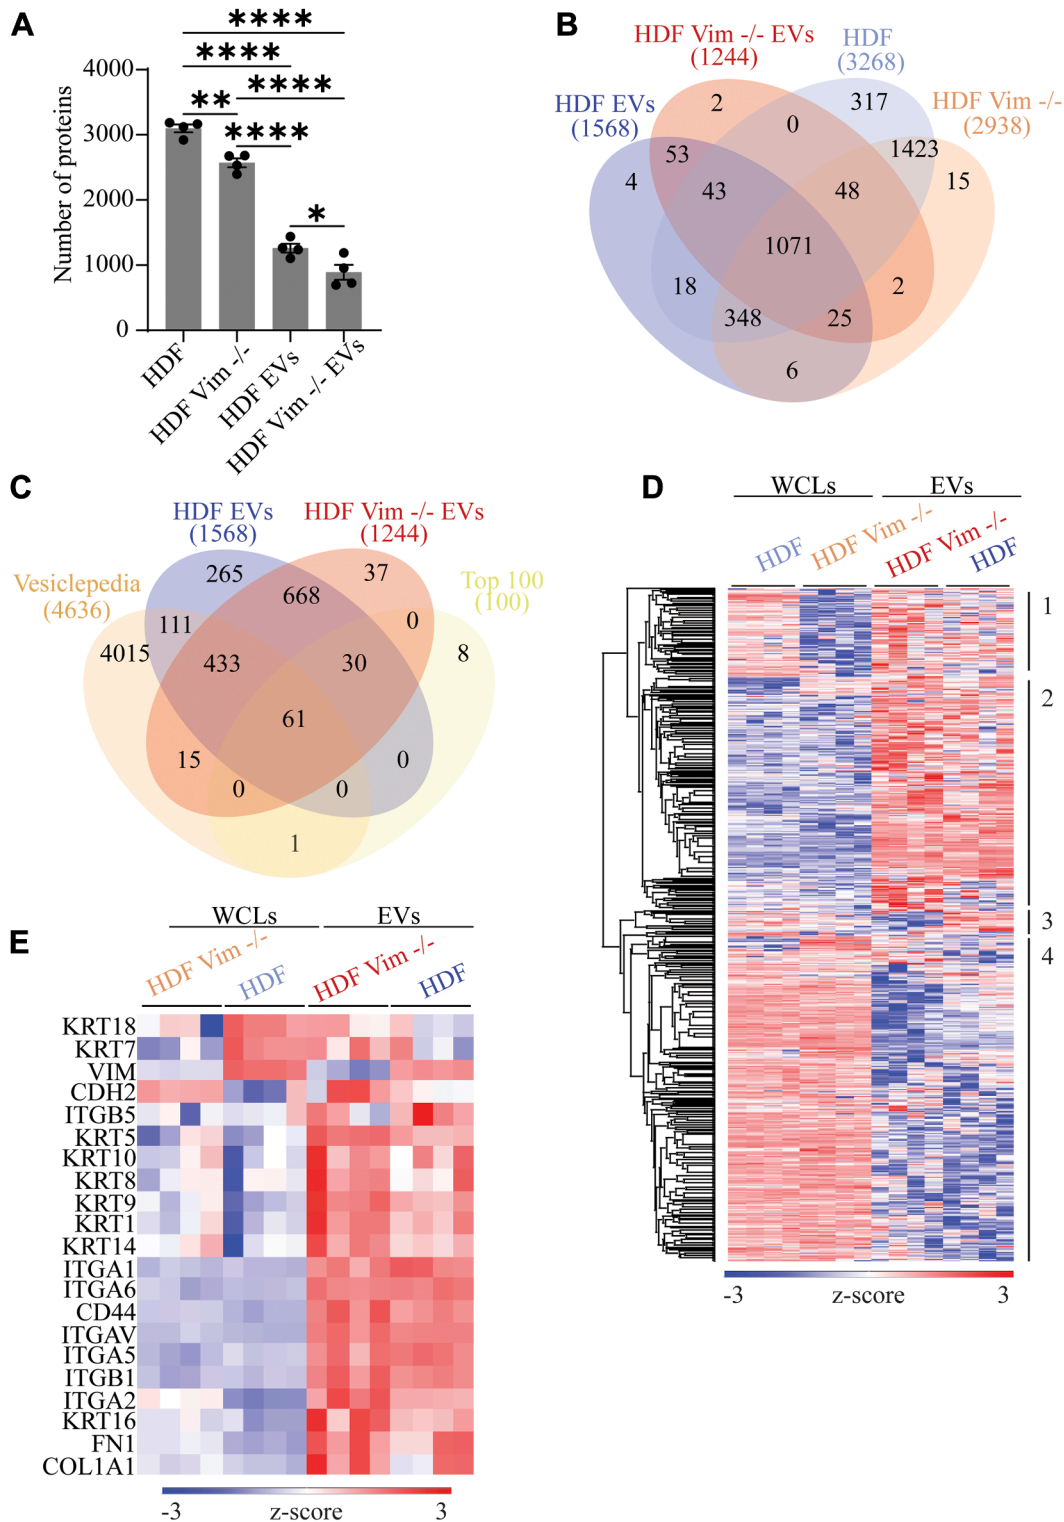 A
****
****
****
**
****
*
Number of proteins
4000
3000
2000
1000
0
HDF
HDF Vim -/-
HDF EVs
HDF Vim -/- EVs
B
HDF Vim -/- EVs
(1244)
HDF
(3268)
HDF EVs
(1568)
HDF Vim -/-
(2938)
2
317
0
53
1423
4
43
48
15
1071
18
2
348
25
6
C
HDF EVs
(1568)
HDF Vim -/- EVs
(1244)
Vesiclepedia
(4636)
Top 100
(100)
265
37
668
111
0
4015
433
30
8
61
15
0
0
0
1
D
WCLs
EVs
HDF
HDF Vim -/-
HDF Vim -/-
HDF
1
2
3
4
-3
z-score
3
E
WCLs
EVs
HDF Vim -/-
HDF
HDF Vim -/-
HDF
KRT18
KRT7
VIM
CDH2
ITGB5
KRT5
KRT10
KRT8
KRT9
KRT1
KRT14
ITGA1
ITGA6
CD44
ITGAV
ITGA5
ITGB1
ITGA2
KRT16
FN1
COL1A1
-3
z-score
3